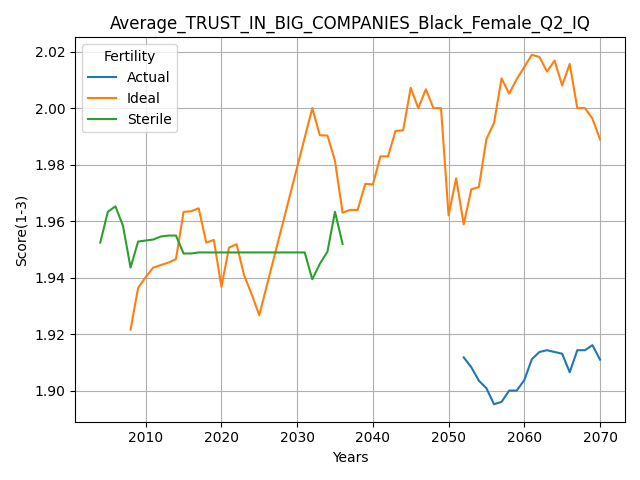 Average_TRUST_IN_BIG_COMPANIES_Black_Female_Q2_IQ
Fertility
Actual
Ideal
Sterile
Score(1-3)
2.02
2.00
1.98
1.96
1.94
1.92
1.90
2010 2020 2030 2040 2050 2060 2070
Years